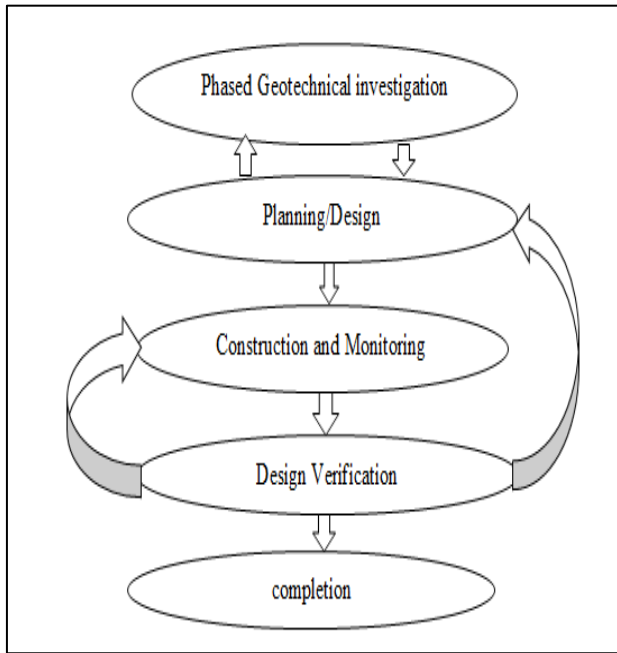 Phased Geotechnical investigation
Planning/Design
Construction and Monitoring
Design Verification
completion